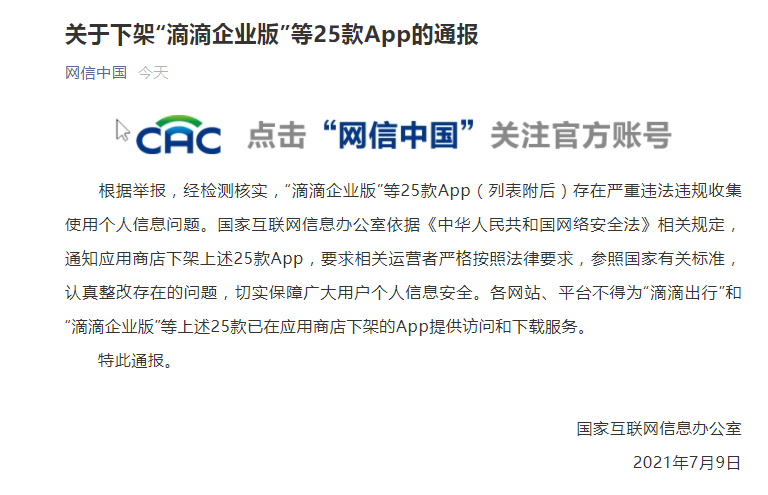 关于下架“滴滴企业版”等25款App的通报
网信中国 今天
CAC 点击“网信中国”关注官方账号
根据举报，经检测核实，“滴滴企业版”等25款App（列表附后）存在严重违法违规收集
使用个人信息问题。国家互联网信息办公室依据《中华人民共和国网络安全法》相关规定，
通知应用商店下架上述25款App，要求相关运营者严格按照法律要求，参照国家有关标准，
认真整改存在的问题，切实保障广大用户个人信息安全。各网站、平台不得为“滴滴出行”和
“滴滴企业版”等上述25款已在应用商店下架的App提供访问和下载服务。
特此通报。
国家互联网信息办公室
2021年7月9日